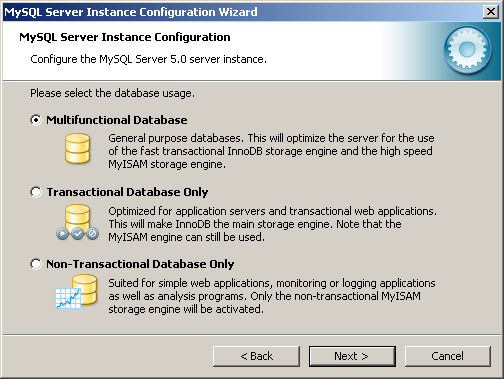 MySQL Server Instance Configuration Wizard
MySQL Server Instance Configuration
Configure the MySQL Server 5.0 server instance.
Please select the database usage.
Multifunctional Database
General purpose databases. This will optimize the server for the use
of the fast transactional InnoDB storage engine and the high speed
MyISAM storage engine.
Transactional Database Only
Optimized for application servers and transactional web applications.
This will make InnoDB the main storage engine. Note that the
MyISAM engine can still be used.
Non-Transactional Database Only
Suited for simple web applications, monitoring or logging applications
as well as analysis programs. Only the non-transactional MyISAM
storage engine will be activated.
< Back
Next >
Cancel